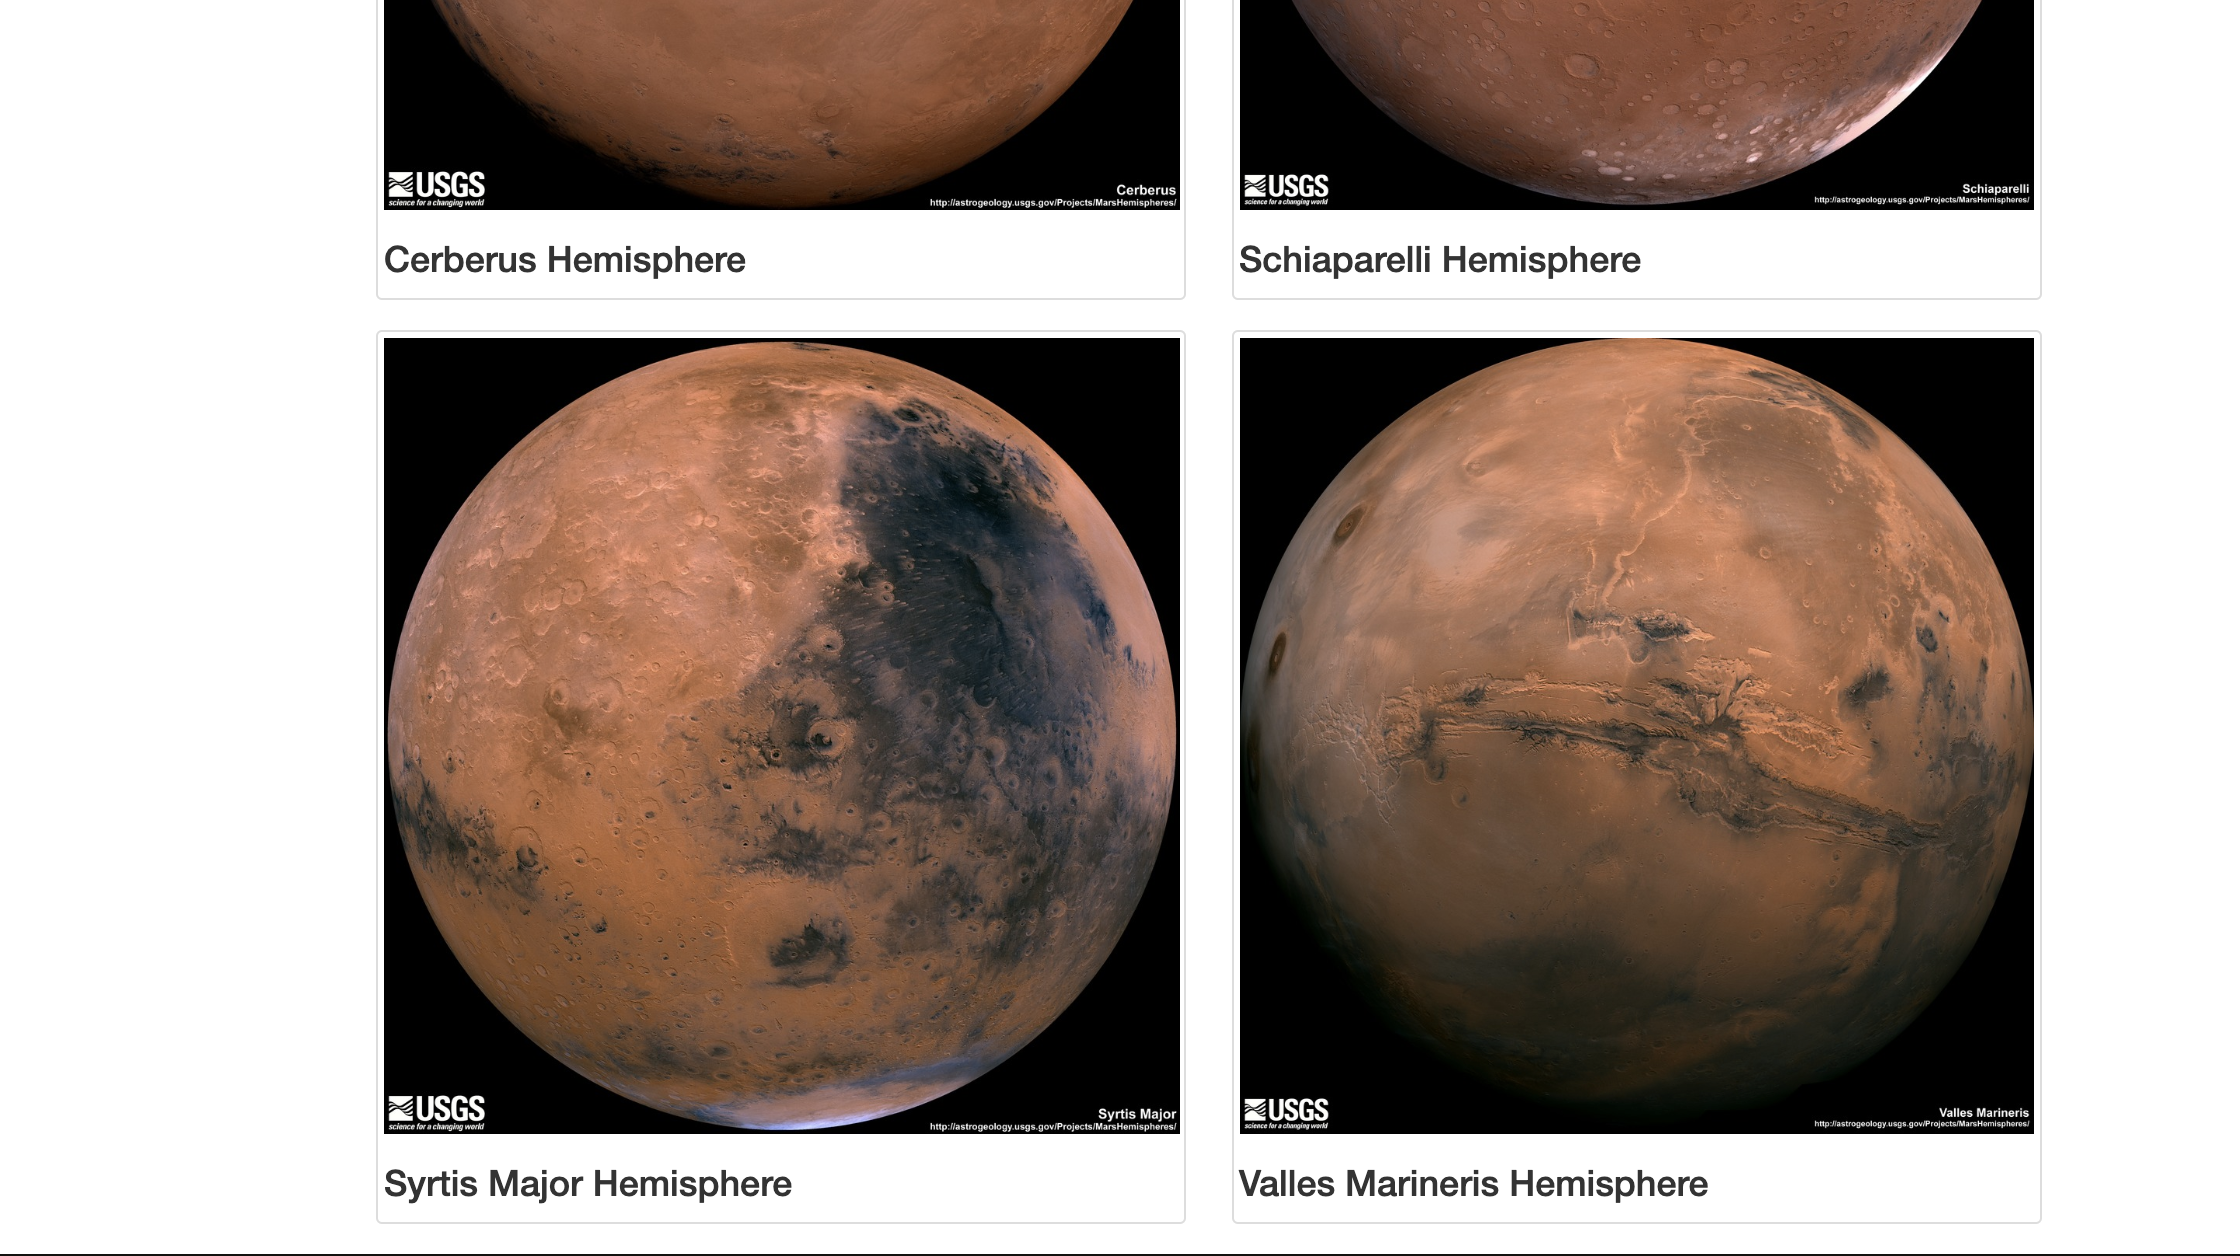 USGS
science for a changing world
Cerberus
http://astrogeology.usgs.gov/Projects/MarsHemispheres/
USGS
science for a changing world
Schiaparelli
http://astrogeology.usgs.gov/Projects/MarsHemispheres/
Cerberus Hemisphere
Schiaparelli Hemisphere
USGS
science for a changing world
Syrtis Major
http://astrogeology.usgs.gov/Projects/MarsHemispheres/
USGS
science for a changing world
Valles Marineris
http://astrogeology.usgs.gov/Projects/MarsHemispheres/
Syrtis Major Hemisphere
Valles Marineris Hemisphere